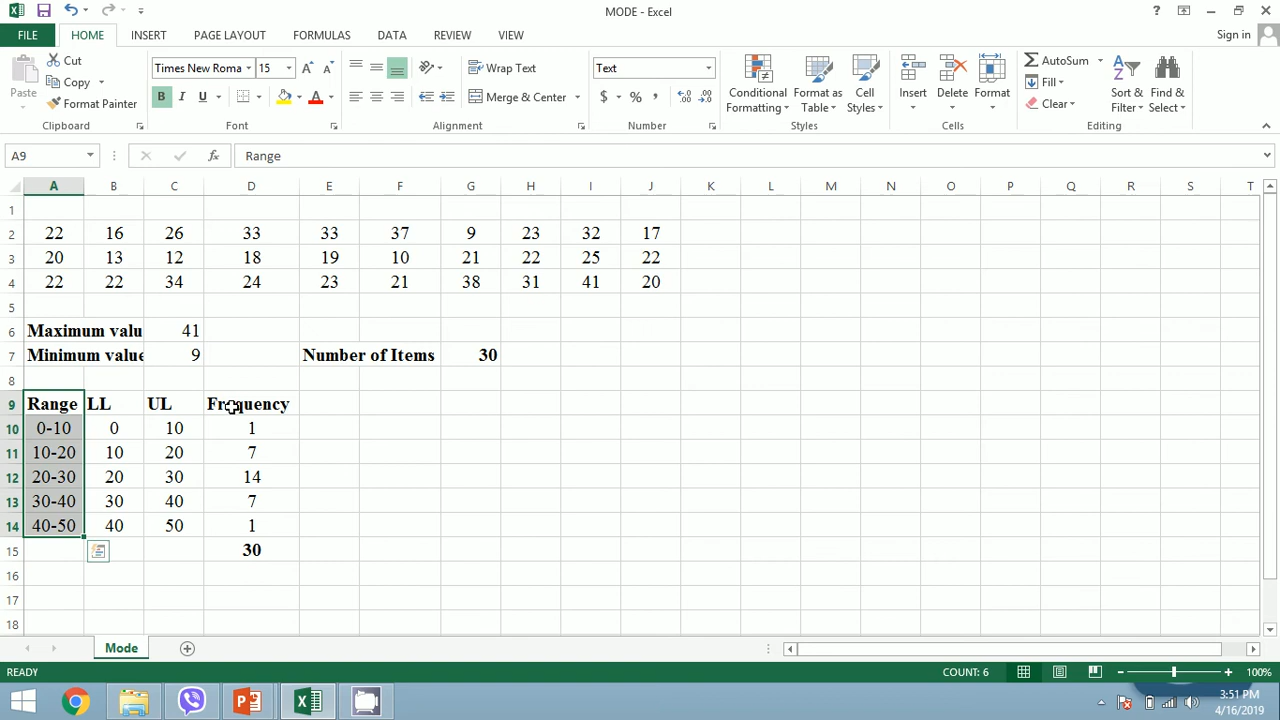 MODE - Excel
?
FILE HOME INSERT PAGE LAYOUT FORMULAS DATA REVIEW VIEW Sign in
Paste
Cut
Copy
Format Painter
Clipboard
Times New Roma 15
B I U
Font
Wrap Text
Merge & Center
Alignment
Text
$ % ,
Number
Conditional Formatting
Format as Table
Cell Styles
Styles
Insert
Delete
Format
Cells
AutoSum
Fill
Clear
Sort & Filter
Find & Select
Editing
A9 fx Range
A B C D E F G H I J K L M N O P Q R S T
1
2 22 16 26 33 33 37 9 23 32 17
3 20 13 12 18 19 10 21 22 25 22
4 22 22 34 24 23 21 38 31 41 20
5
6 Maximum valu 41
7 Minimum value 9 Number of Items 30
8
9 Range LL UL Frequency
10 0-10 0 10 1
11 10-20 10 20 7
12 20-30 20 30 14
13 30-40 30 40 7
14 40-50 40 50 1
15 30
16
17
18
Mode
READY COUNT: 6 100%
3:51 PM
4/16/2019